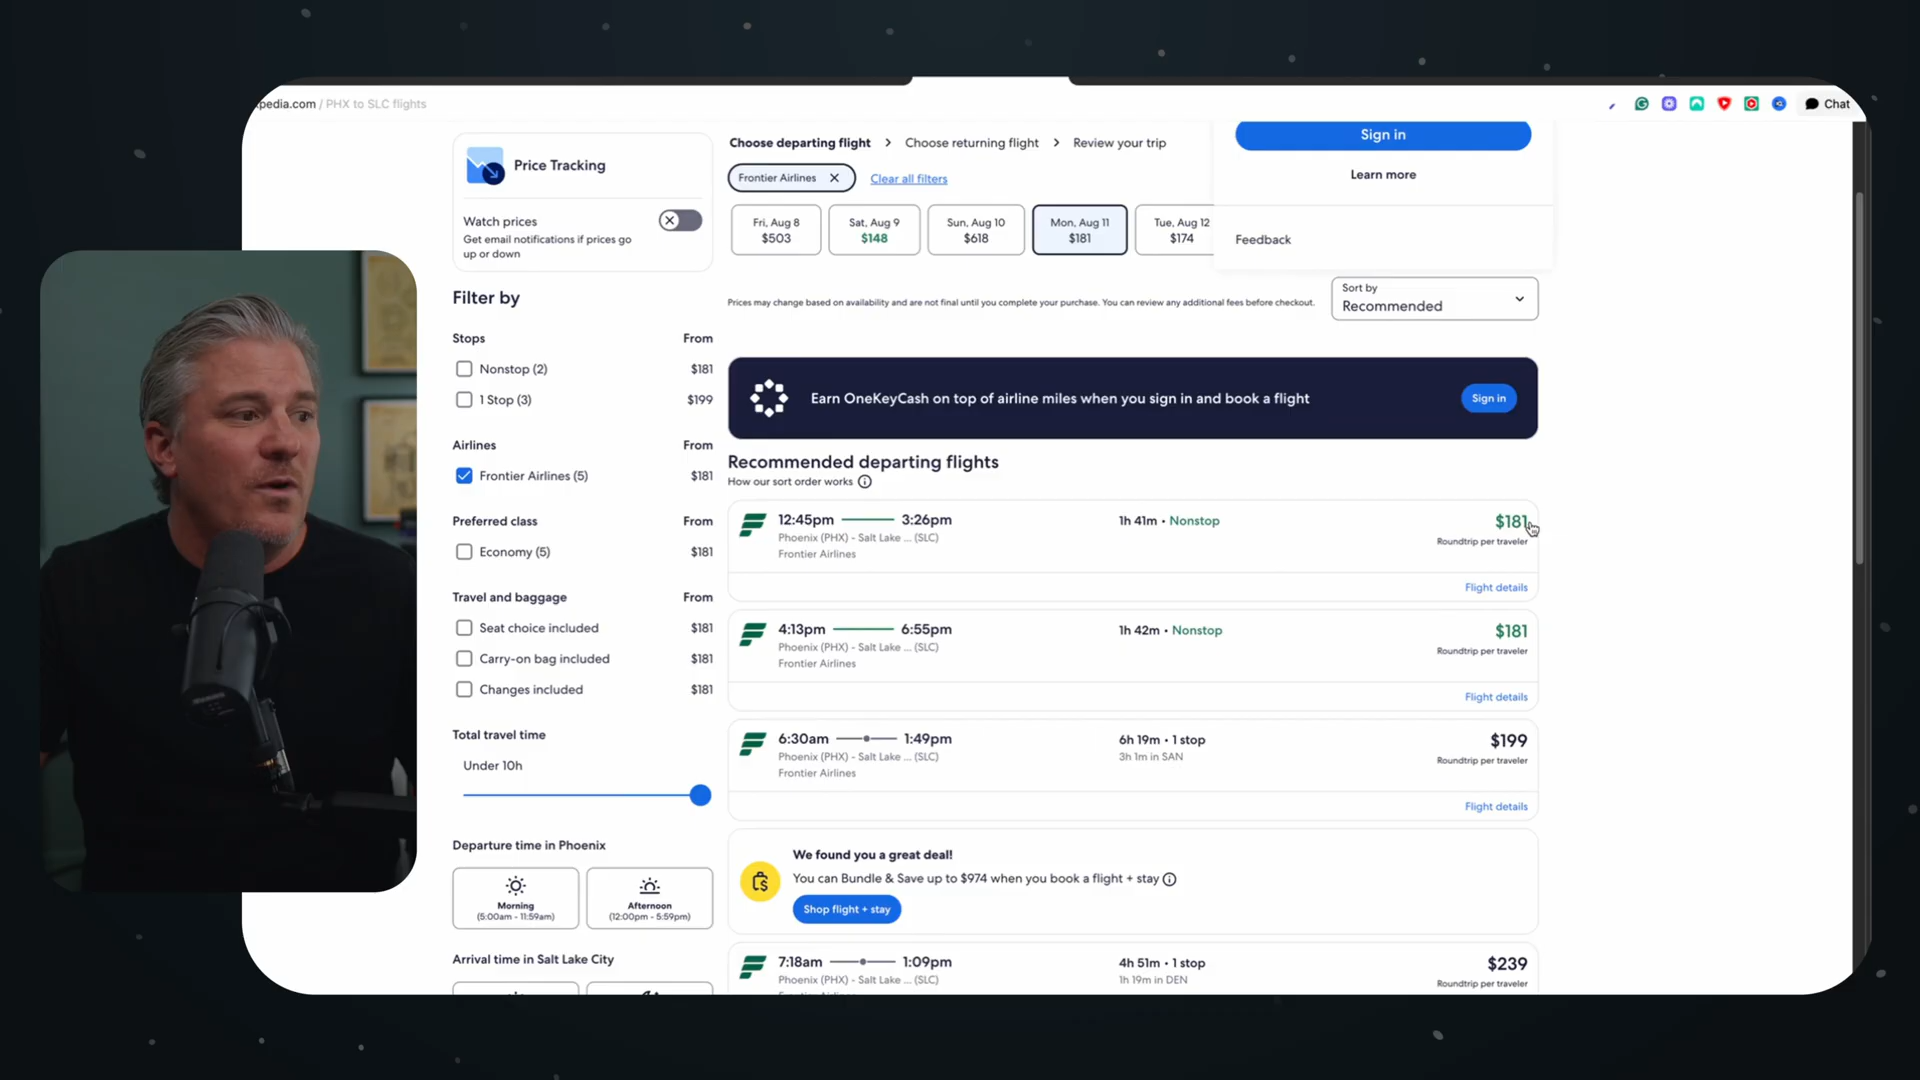 pedia.com / PHX to SLC flights
Chat
Price Tracking
Watch prices
Get email notifications if prices go
up or down
Choose departing flight > Choose returning flight > Review your trip
Frontier Airlines
Clear all filters
Fri, Aug 8
$503
Sat, Aug 9
$148
Sun, Aug 10
$618
Mon, Aug 11
$181
Tue, Aug 12
$174
Sign in
Learn more
Feedback
Prices may change based on availability and are not final until you complete your purchase. You can review any additional fees before checkout.
Sort by
Recommended
Filter by
Stops From
Nonstop (2) $181
1 Stop (3) $199
Airlines From
Frontier Airlines (5) $181
Preferred class From
Economy (5) $181
Travel and baggage From
Seat choice included $181
Carry-on bag included $181
Changes included $181
Total travel time
Under 10h
Departure time in Phoenix
Morning
(5:00am - 11:59am)
Afternoon
(12:00pm - 5:59pm)
Arrival time in Salt Lake City
Earn OneKeyCash on top of airline miles when you sign in and book a flight
Sign in
Recommended departing flights
How our sort order works
12:45pm 3:26pm 1h 41m • Nonstop $181
Phoenix (PHX) - Salt Lake ... (SLC) Roundtrip per traveler
Frontier Airlines
Flight details
4:13pm 6:55pm 1h 42m • Nonstop $181
Phoenix (PHX) - Salt Lake ... (SLC) Roundtrip per traveler
Frontier Airlines
Flight details
6:30am 1:49pm 6h 19m • 1 stop $199
Phoenix (PHX) - Salt Lake ... (SLC) 3h 1m in SAN Roundtrip per traveler
Frontier Airlines
Flight details
We found you a great deal!
You can Bundle & Save up to $974 when you book a flight + stay
Shop flight + stay
7:18am 1:09pm 4h 51m • 1 stop $239
Phoenix (PHX) - Salt Lake ... (SLC) 1h 19m in DEN Roundtrip per traveler